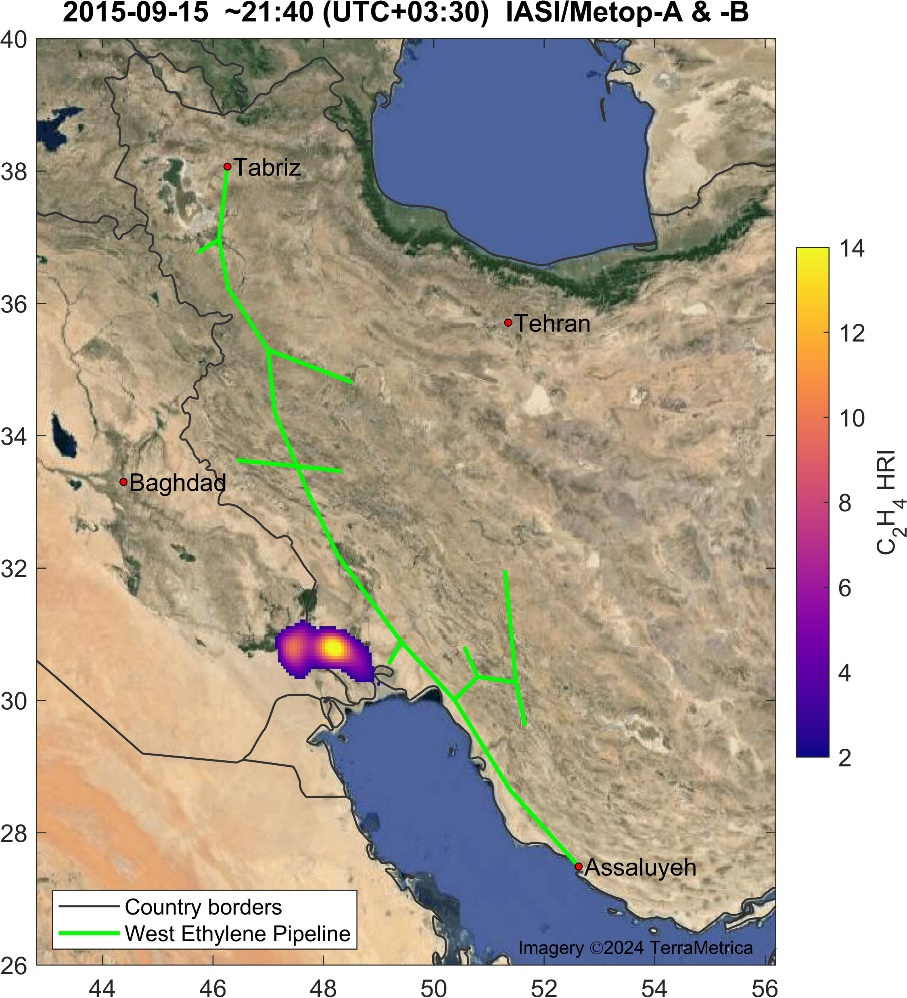 2015-09-15 ~21:40 (UTC+03:30) IASI/Metop-A & -B
40
38
36
34
32
30
28
26
Tabriz
Tehran
Baghdad
Assaluyeh
Country borders
West Ethylene Pipeline
Imagery ©2024 TerraMetrica
44 46 48 50 52 54 56
14
12
10
8
6
4
2
C₂H₄ HRI